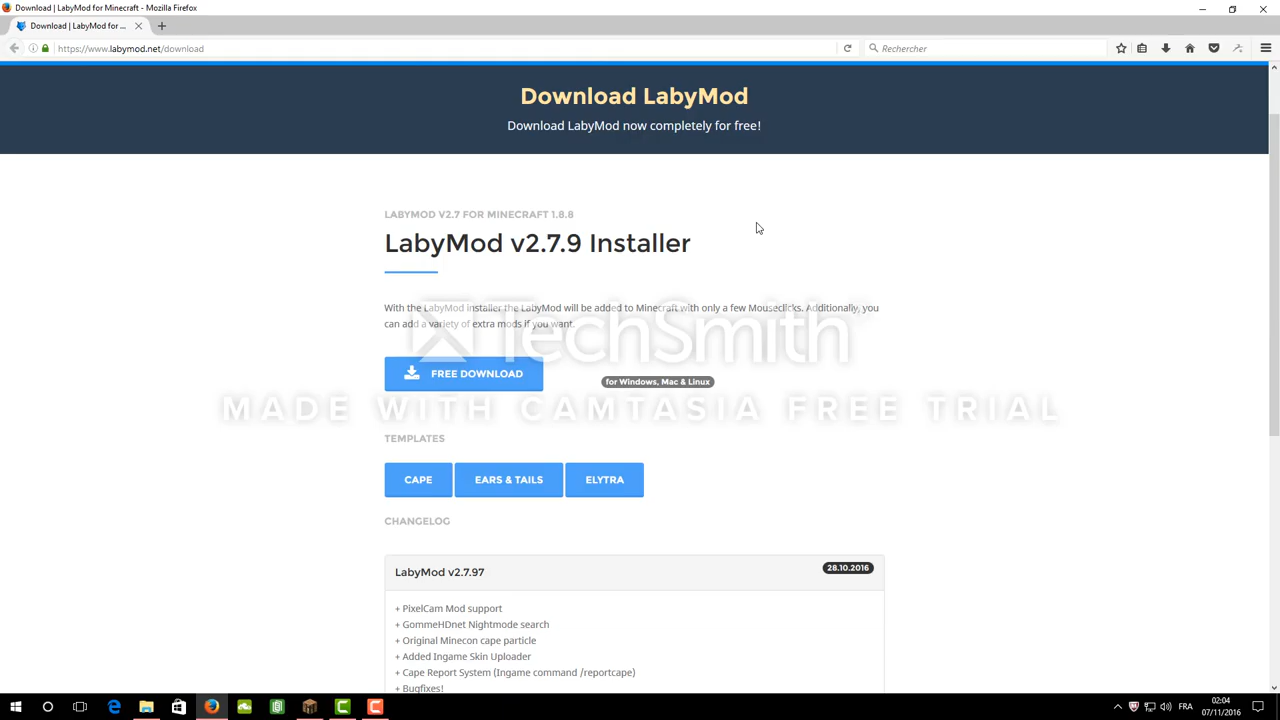 Download | LabyMod for Minecraft - Mozilla Firefox
Download | LabyMod for ...
https://www.labymod.net/download
Rechercher
Download LabyMod
Download LabyMod now completely for free!
LABYMOD V2.7 FOR MINECRAFT 1.8.8
LabyMod v2.7.9 Installer
With the LabyMod Installer the LabyMod will be added to Minecraft with only a few Mouseclicks. Additionally, you
can add a variety of extra mods if you want.
TechSmith
FREE DOWNLOAD
for Windows, Mac & Linux
MADE WITH CAMTASIA FREE TRIAL
TEMPLATES
CAPE
EARS & TAILS
ELYTRA
CHANGELOG
LabyMod v2.7.97
28.10.2016
+ PixelCam Mod support
+ GommeHDnet Nightmode search
+ Original Minecon cape particle
+ Added Ingame Skin Uploader
+ Cape Report System (Ingame command /reportcape)
+ Bugfixes!
FRA
02:04
07/11/2016